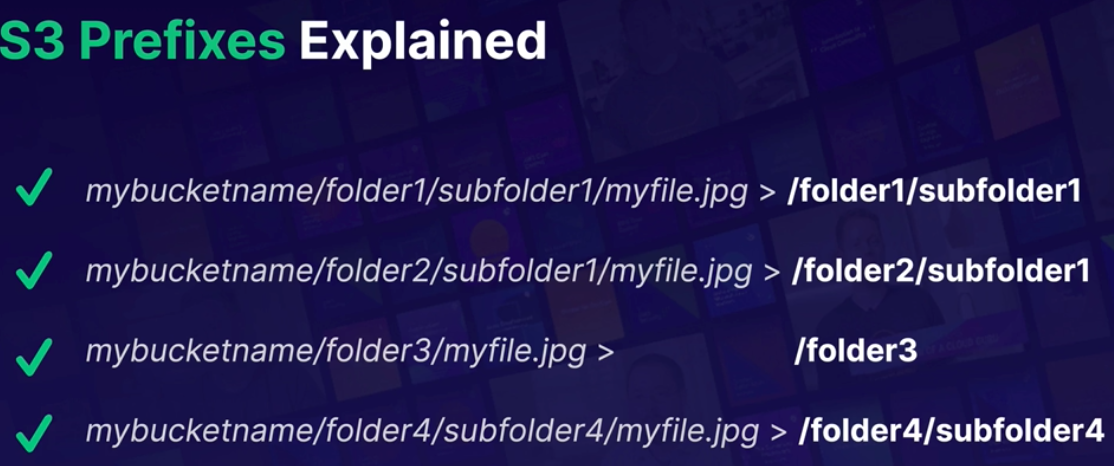 S3 Prefixes Explained
mybucketname/folder1/subfolder1/myfile.jpg > /folder1/subfolder1
mybucketname/folder2/subfolder1/myfile.jpg > /folder2/subfolder1
mybucketname/folder3/myfile.jpg > /folder3
mybucketname/folder4/subfolder4/myfile.jpg > /folder4/subfolder4